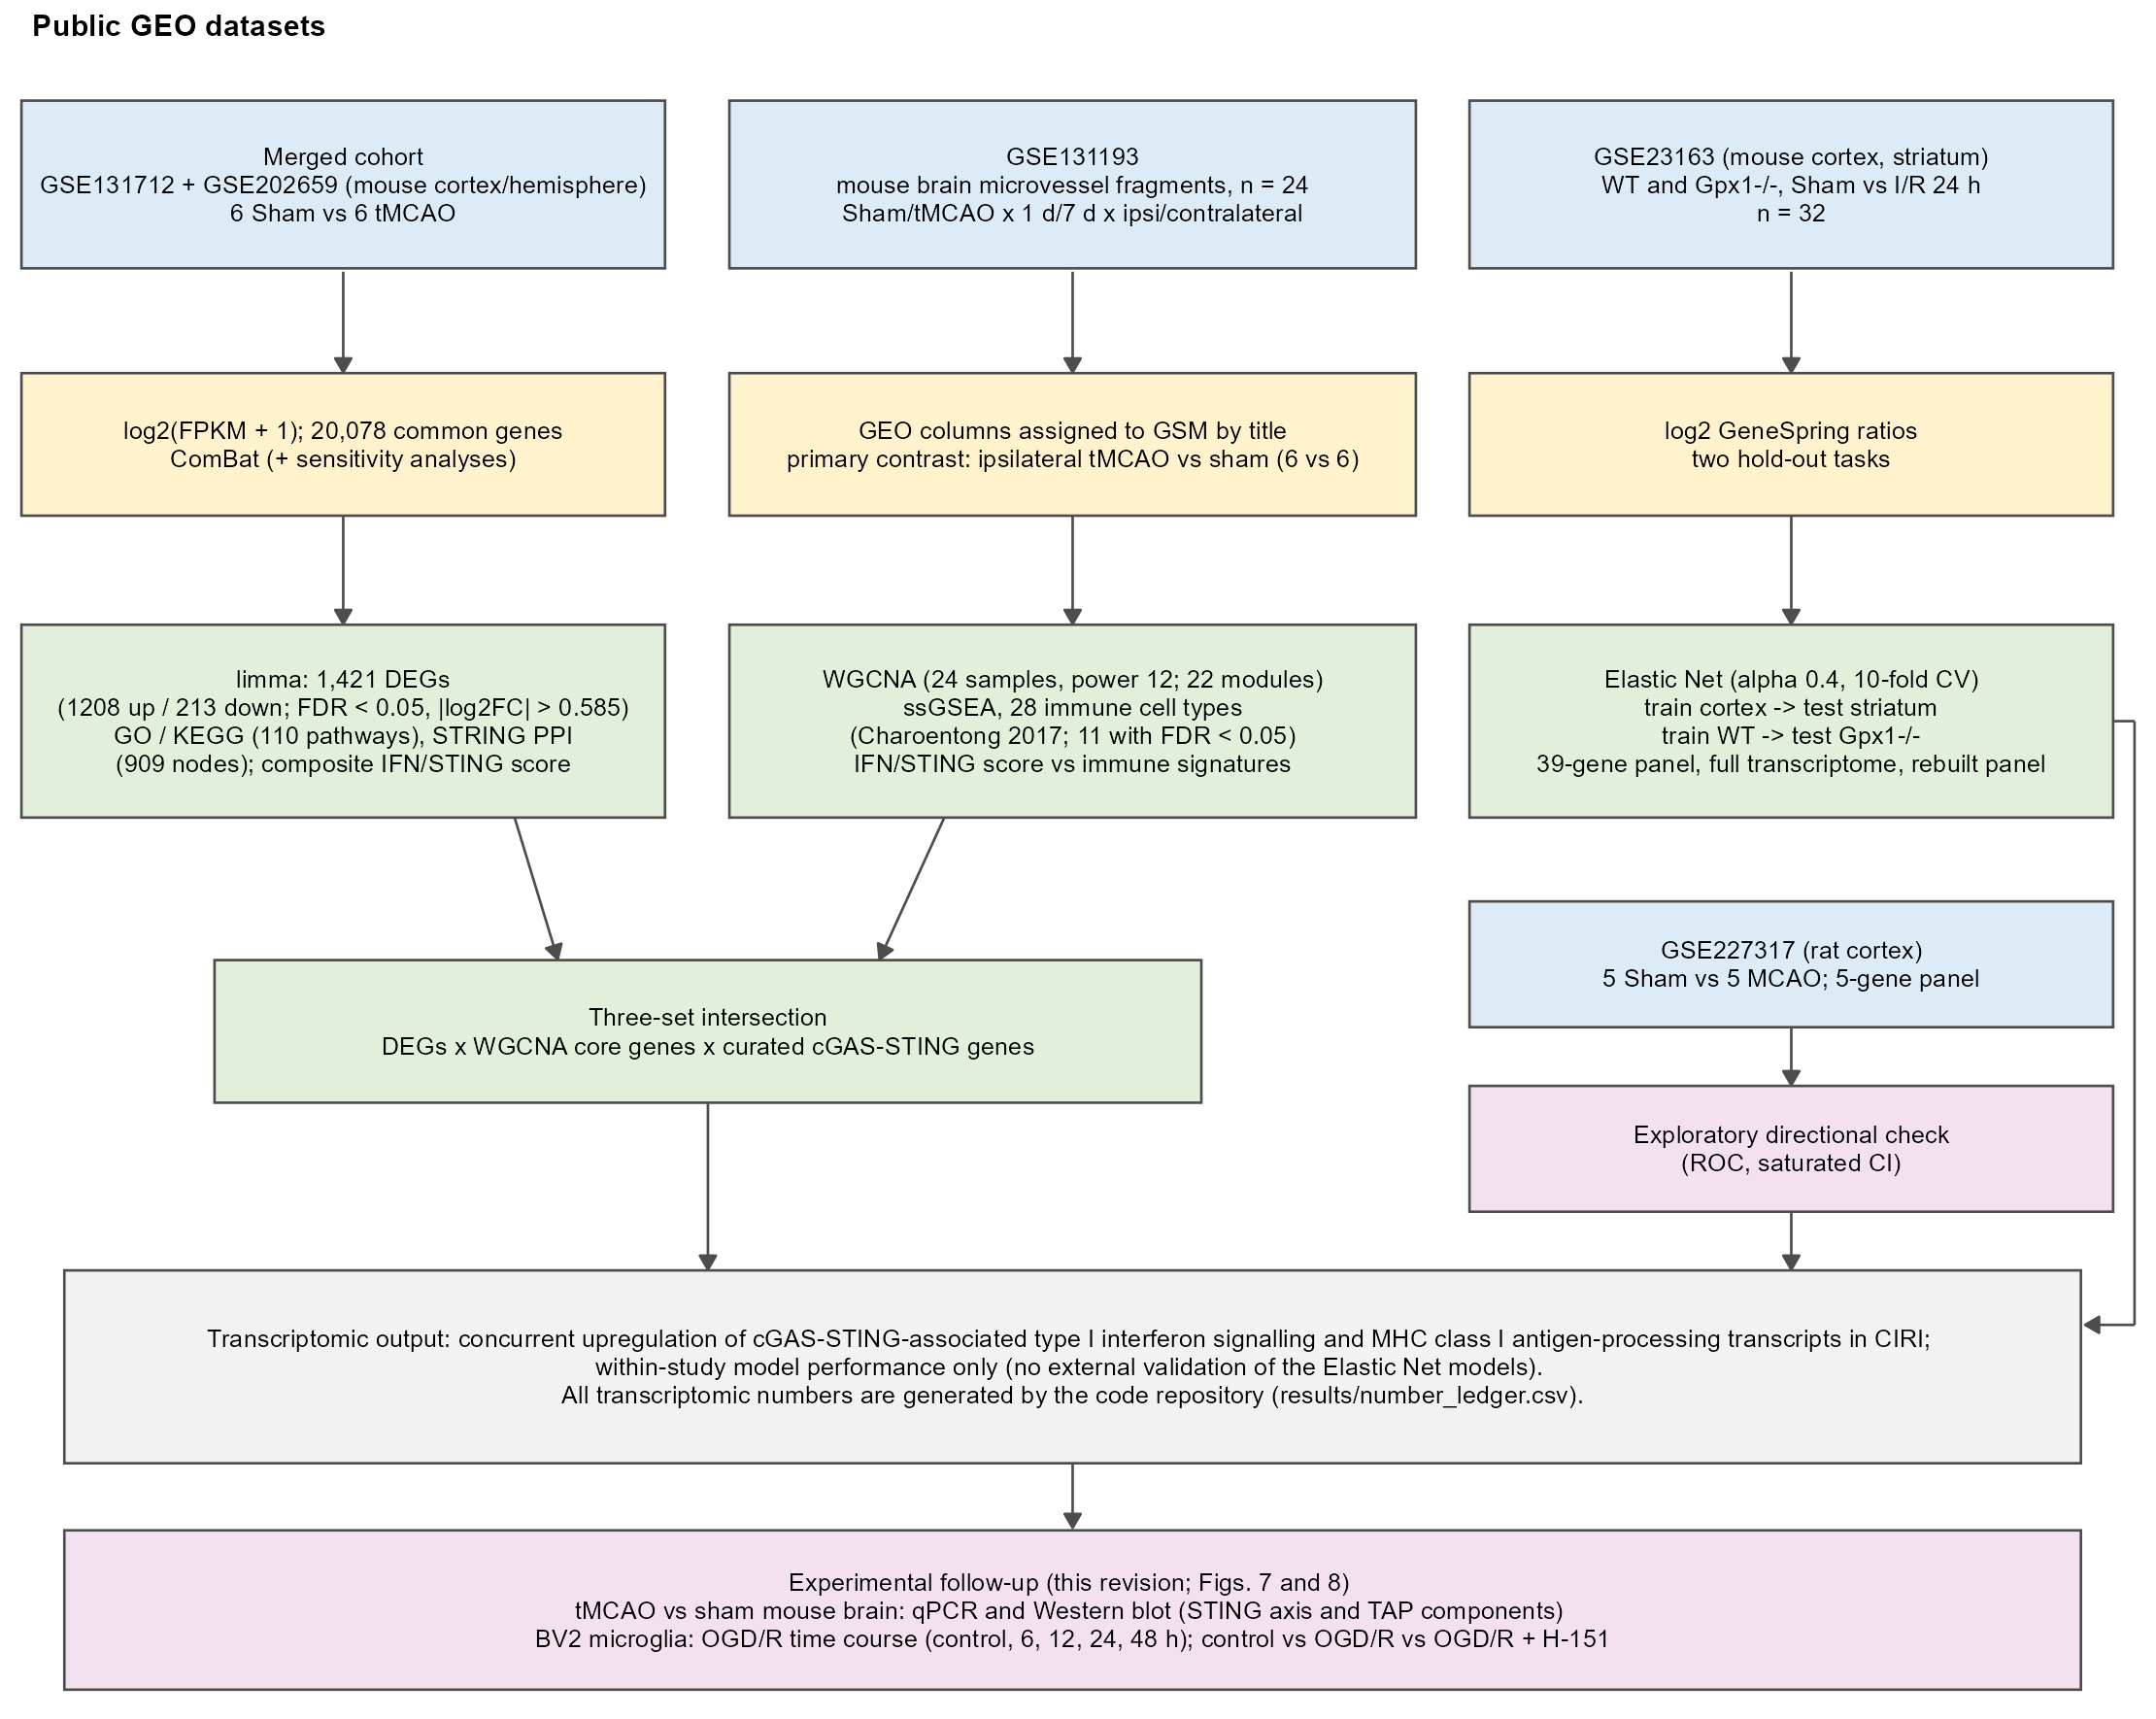 Public GEO datasets
Merged cohort
GSE131712 + GSE202659 (mouse cortex/hemisphere)
6 Sham vs 6 tMCAO
GSE131193
mouse brain microvessel fragments, n = 24
Sham/tMCAO x 1 d/7 d x ipsi/contralateral
GSE23163 (mouse cortex, striatum)
WT and Gpx1-/-, Sham vs I/R 24 h
n = 32
log2(FPKM + 1); 20,078 common genes
ComBat (+ sensitivity analyses)
GEO columns assigned to GSM by title
primary contrast: ipsilateral tMCAO vs sham (6 vs 6)
log2 GeneSpring ratios
two hold-out tasks
limma: 1,421 DEGs
(1208 up / 213 down; FDR < 0.05, |log2FC| > 0.585)
GO / KEGG (110 pathways), STRING PPI
(909 nodes); composite IFN/STING score
WGCNA (24 samples, power 12; 22 modules)
ssGSEA, 28 immune cell types
(Charoentong 2017; 11 with FDR < 0.05)
IFN/STING score vs immune signatures
Elastic Net (alpha 0.4, 10-fold CV)
train cortex -> test striatum
train WT -> test Gpx1-/-
39-gene panel, full transcriptome, rebuilt panel
Three-set intersection
DEGs x WGCNA core genes x curated cGAS-STING genes
GSE227317 (rat cortex)
5 Sham vs 5 MCAO; 5-gene panel
Exploratory directional check
(ROC, saturated CI)
Transcriptomic output: concurrent upregulation of cGAS-STING-associated type I interferon signalling and MHC class I antigen-processing transcripts in CIRI;
within-study model performance only (no external validation of the Elastic Net models).
All transcriptomic numbers are generated by the code repository (results/number_ledger.csv).
Experimental follow-up (this revision; Figs. 7 and 8)
tMCAO vs sham mouse brain: qPCR and Western blot (STING axis and TAP components)
BV2 microglia: OGD/R time course (control, 6, 12, 24, 48 h); control vs OGD/R vs OGD/R + H-151